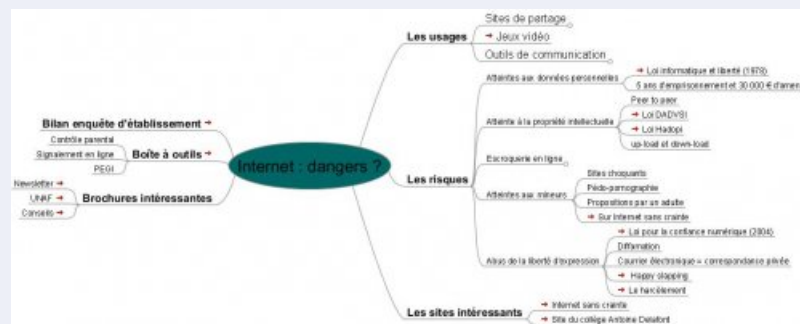 Internet : dangers ?
Les usages
Sites de partage
Jeux vidéo
Outils de communication
Les risques
Atteintes aux données personnelles
Loi informatique et liberté (1978)
5 ans d'emprisonnement et 30 000 € d'amen
Atteinte à la propriété intellectuelle
Peer to peer
Loi DADVSI
Loi Hadopi
up-load et down-load
Escroquerie en ligne
Atteintes aux mineurs
Sites choquants
Pédo-pornographie
Propositions par un adulte
Sur Internet sans crainte
Abus de la liberté d'expression
Loi pour la confiance numérique (2004)
Diffamation
Courrier électronique = correspondance privée
Happy slapping
Le harcèlement
Les sites intéressants
Internet sans crainte
Site du collège Antoine Delafont
Bilan enquête d'établissement
Boîte à outils
Contrôle parental
Signalement en ligne
PEGI
Brochures intéressantes
Newsletter
UNAF
Conseils